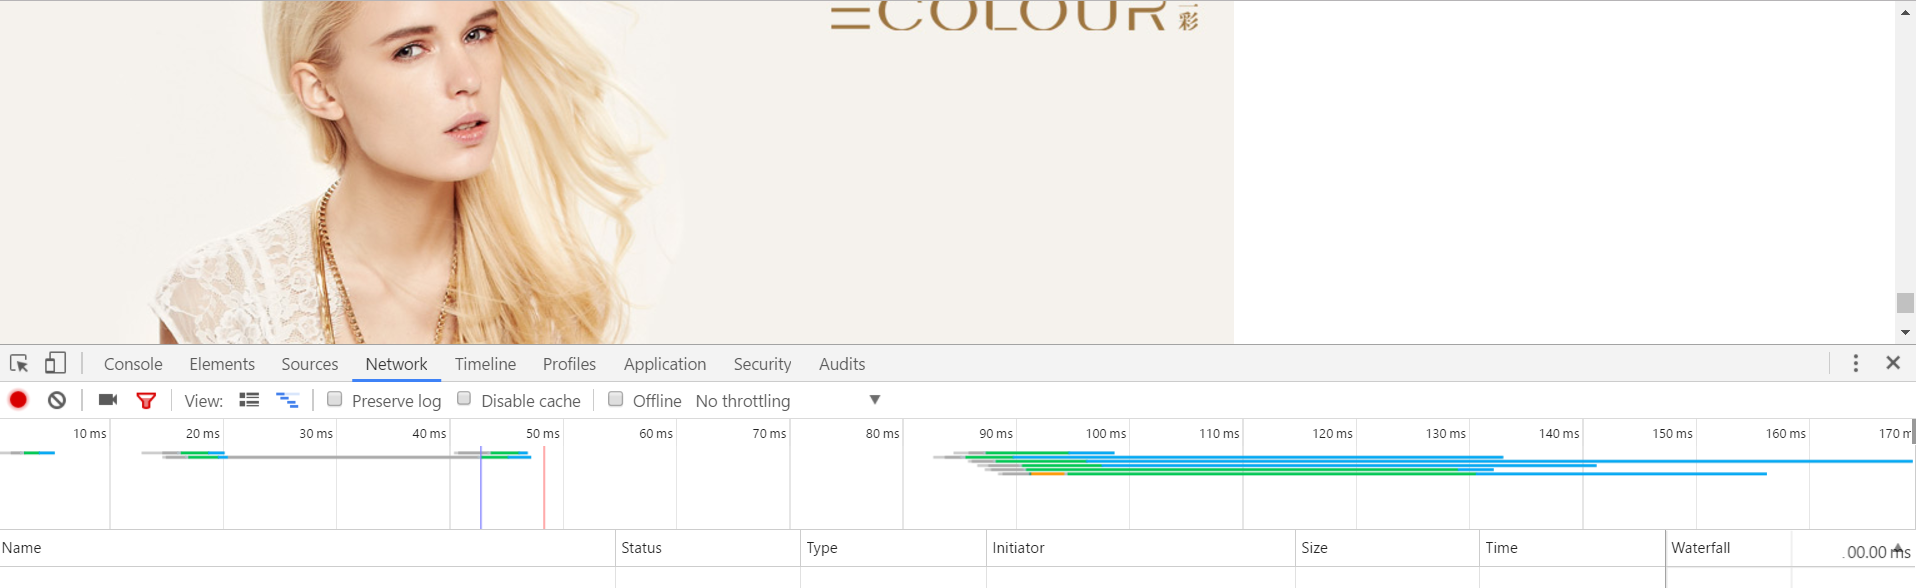 ECOLOUR 一彩
Console Elements Sources Network Timeline Profiles Application Security Audits
View: Preserve log Disable cache Offline No throttling
10 ms 20 ms 30 ms 40 ms 50 ms 60 ms 70 ms 80 ms 90 ms 100 ms 110 ms 120 ms 130 ms 140 ms 150 ms 160 ms 170 m
Name Status Type Initiator Size Time Waterfall .00.00 ms